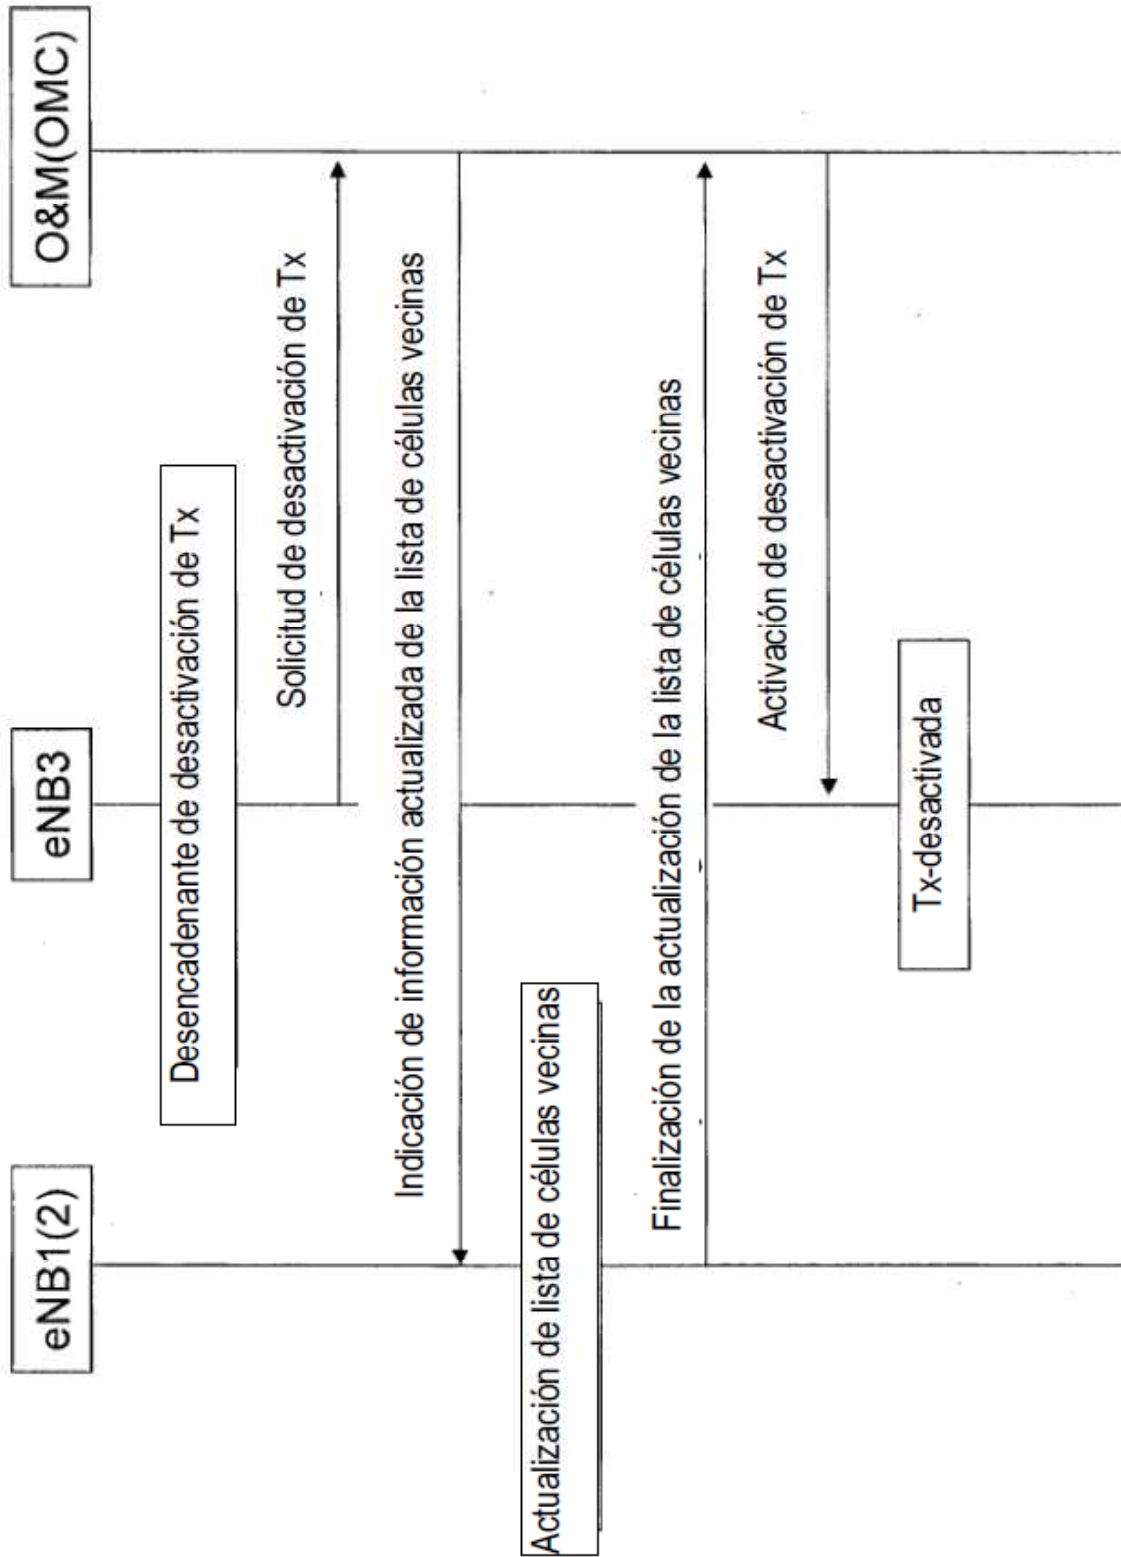 eNB1(2)
eNB3
O&M(OMC)
Desencadenante de desactivación de Tx
Solicitud de desactivación de Tx
Indicación de información actualizada de la lista de células vecinas
Actualización de lista de células vecinas
Finalización de la actualización de la lista de células vecinas
Activación de desactivación de Tx
Tx-desactivada